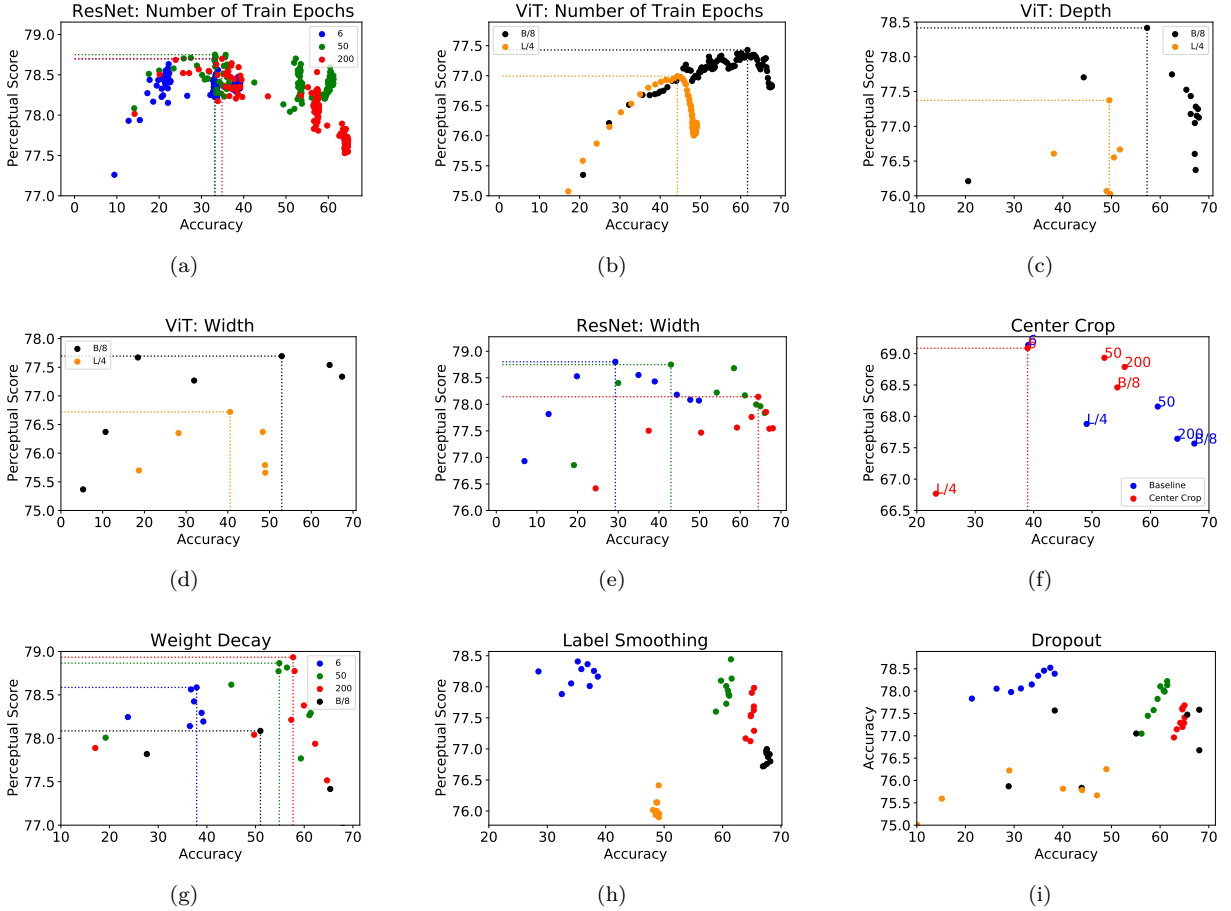 ResNet: Number of Train Epochs
Perceptual Score
79.0
78.5
78.0
77.5
77.0
0 10 20 30 40 50 60
Accuracy
6
50
200
(a)
ViT: Number of Train Epochs
Perceptual Score
77.5
77.0
76.5
76.0
75.5
75.0
0 10 20 30 40 50 60 70
Accuracy
B/8
L/4
(b)
ViT: Depth
Perceptual Score
78.5
78.0
77.5
77.0
76.5
76.0
10 20 30 40 50 60 70
Accuracy
B/8
L/4
(c)
ViT: Width
Perceptual Score
78.0
77.5
77.0
76.5
76.0
75.5
75.0
0 10 20 30 40 50 60 70
Accuracy
B/8
L/4
(d)
ResNet: Width
Perceptual Score
79.0
78.5
78.0
77.5
77.0
76.5
76.0
0 10 20 30 40 50 60 70
Accuracy
(e)
Center Crop
Perceptual Score
69.0
68.5
68.0
67.5
67.0
66.5
20 30 40 50 60 70
Accuracy
6
6
50
200
B/8
50
L/4
200
B/8
L/4
Baseline
Center Crop
(f)
Weight Decay
Perceptual Score
79.0
78.5
78.0
77.5
77.0
10 20 30 40 50 60 70
Accuracy
6
50
200
B/8
(g)
Label Smoothing
Perceptual Score
78.5
78.0
77.5
77.0
76.5
76.0
20 30 40 50 60 70
Accuracy
(h)
Dropout
Accuracy
78.5
78.0
77.5
77.0
76.5
76.0
75.5
75.0
10 20 30 40 50 60 70
Accuracy
(i)